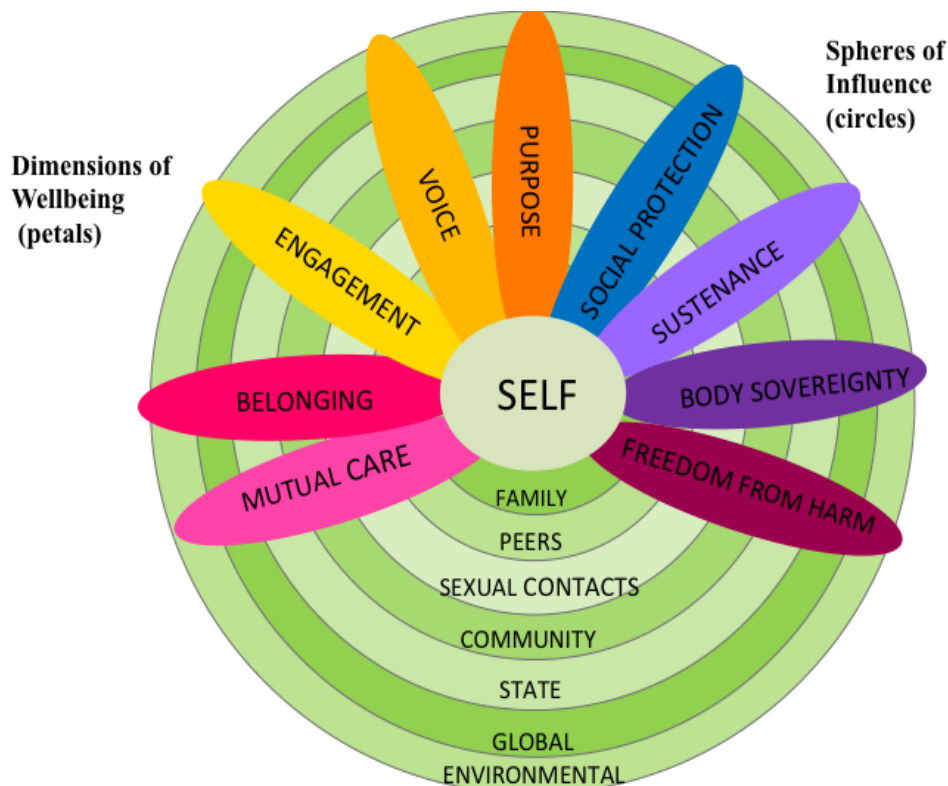 Spheres of
Influence
(circles)
Dimensions of
Wellbeing
(petals)
MUTUAL CARE
BELONGING
ENGAGEMENT
VOICE
PURPOSE
SOCIAL PROTECTION
SUSTENANCE
BODY SOVEREIGNTY
FREEDOM FROM HARM
SELF
FAMILY
PEERS
SEXUAL CONTACTS
COMMUNITY
STATE
GLOBAL
ENVIRONMENTAL